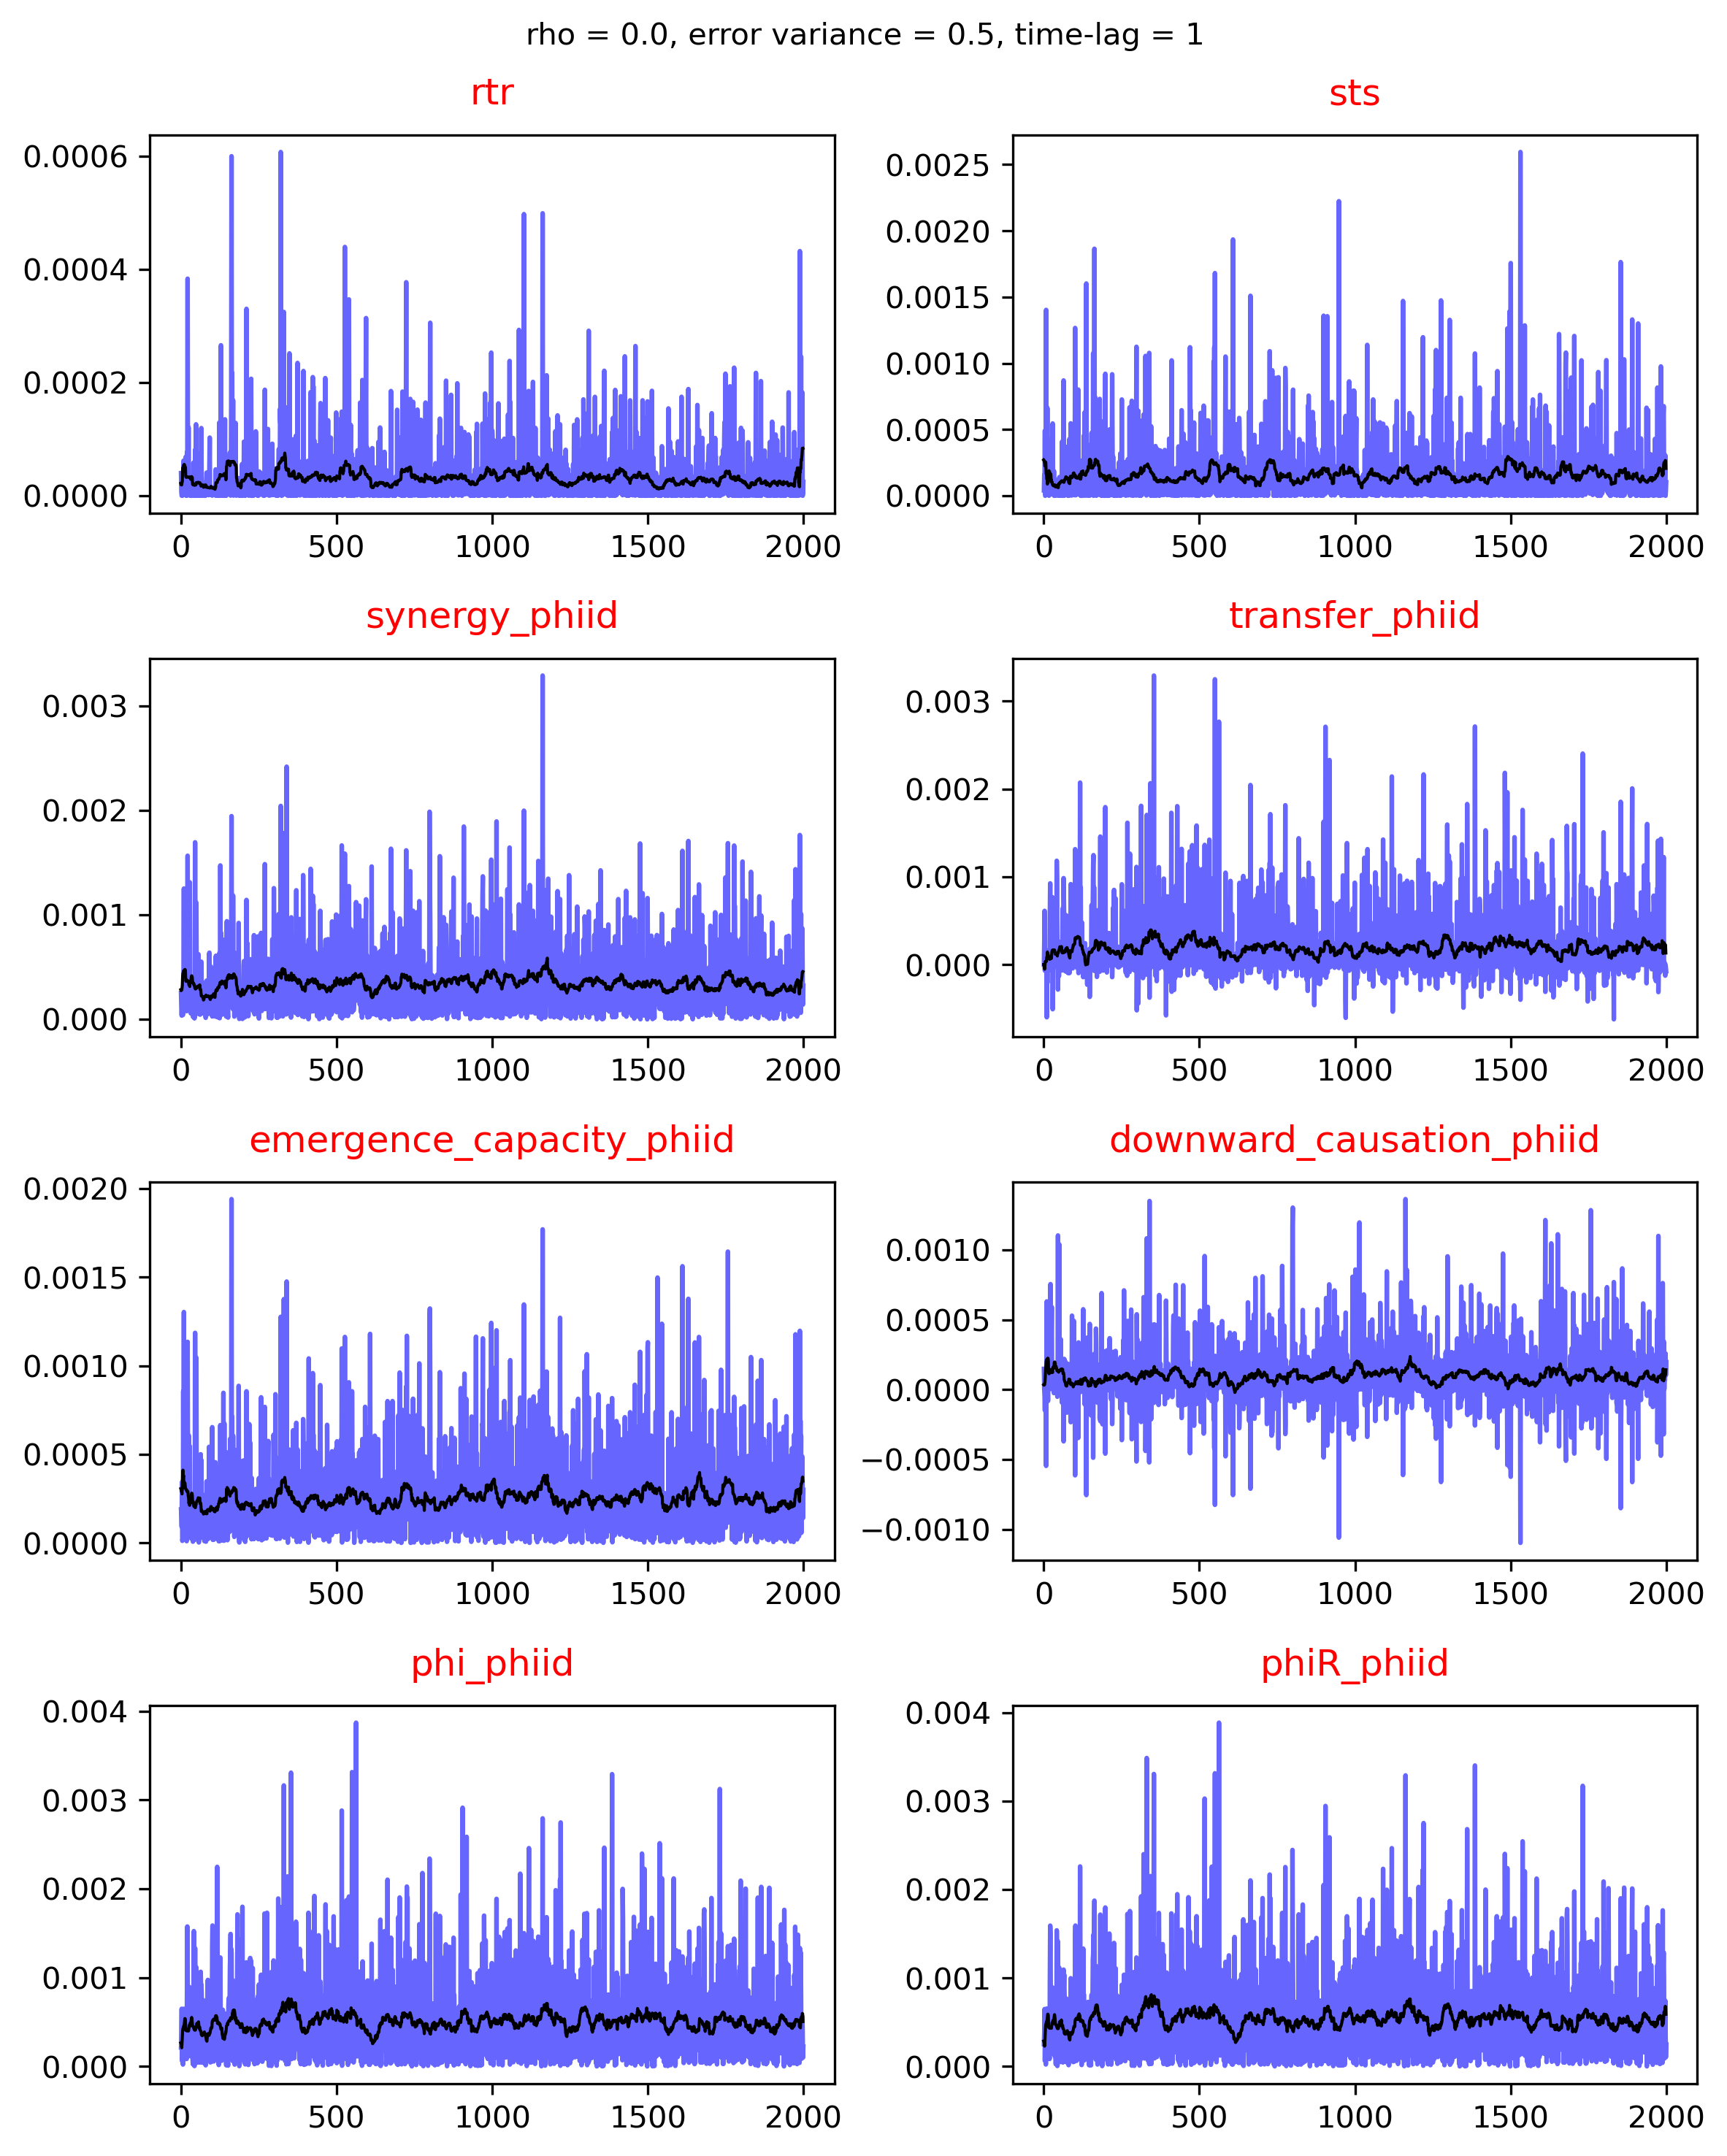 rho = 0.0, error variance = 0.5, time-lag = 1
rtr
0.0006
0.0004
0.0002
0.0000
0 500 1000 1500 2000
sts
0.0025
0.0020
0.0015
0.0010
0.0005
0.0000
0 500 1000 1500 2000
synergy_phiid
0.003
0.002
0.001
0.000
0 500 1000 1500 2000
transfer_phiid
0.003
0.002
0.001
0.000
0 500 1000 1500 2000
emergence_capacity_phiid
0.0020
0.0015
0.0010
0.0005
0.0000
0 500 1000 1500 2000
downward_causation_phiid
0.0010
0.0005
0.0000
−0.0005
−0.0010
0 500 1000 1500 2000
phi_phiid
0.004
0.003
0.002
0.001
0.000
0 500 1000 1500 2000
phiR_phiid
0.004
0.003
0.002
0.001
0.000
0 500 1000 1500 2000